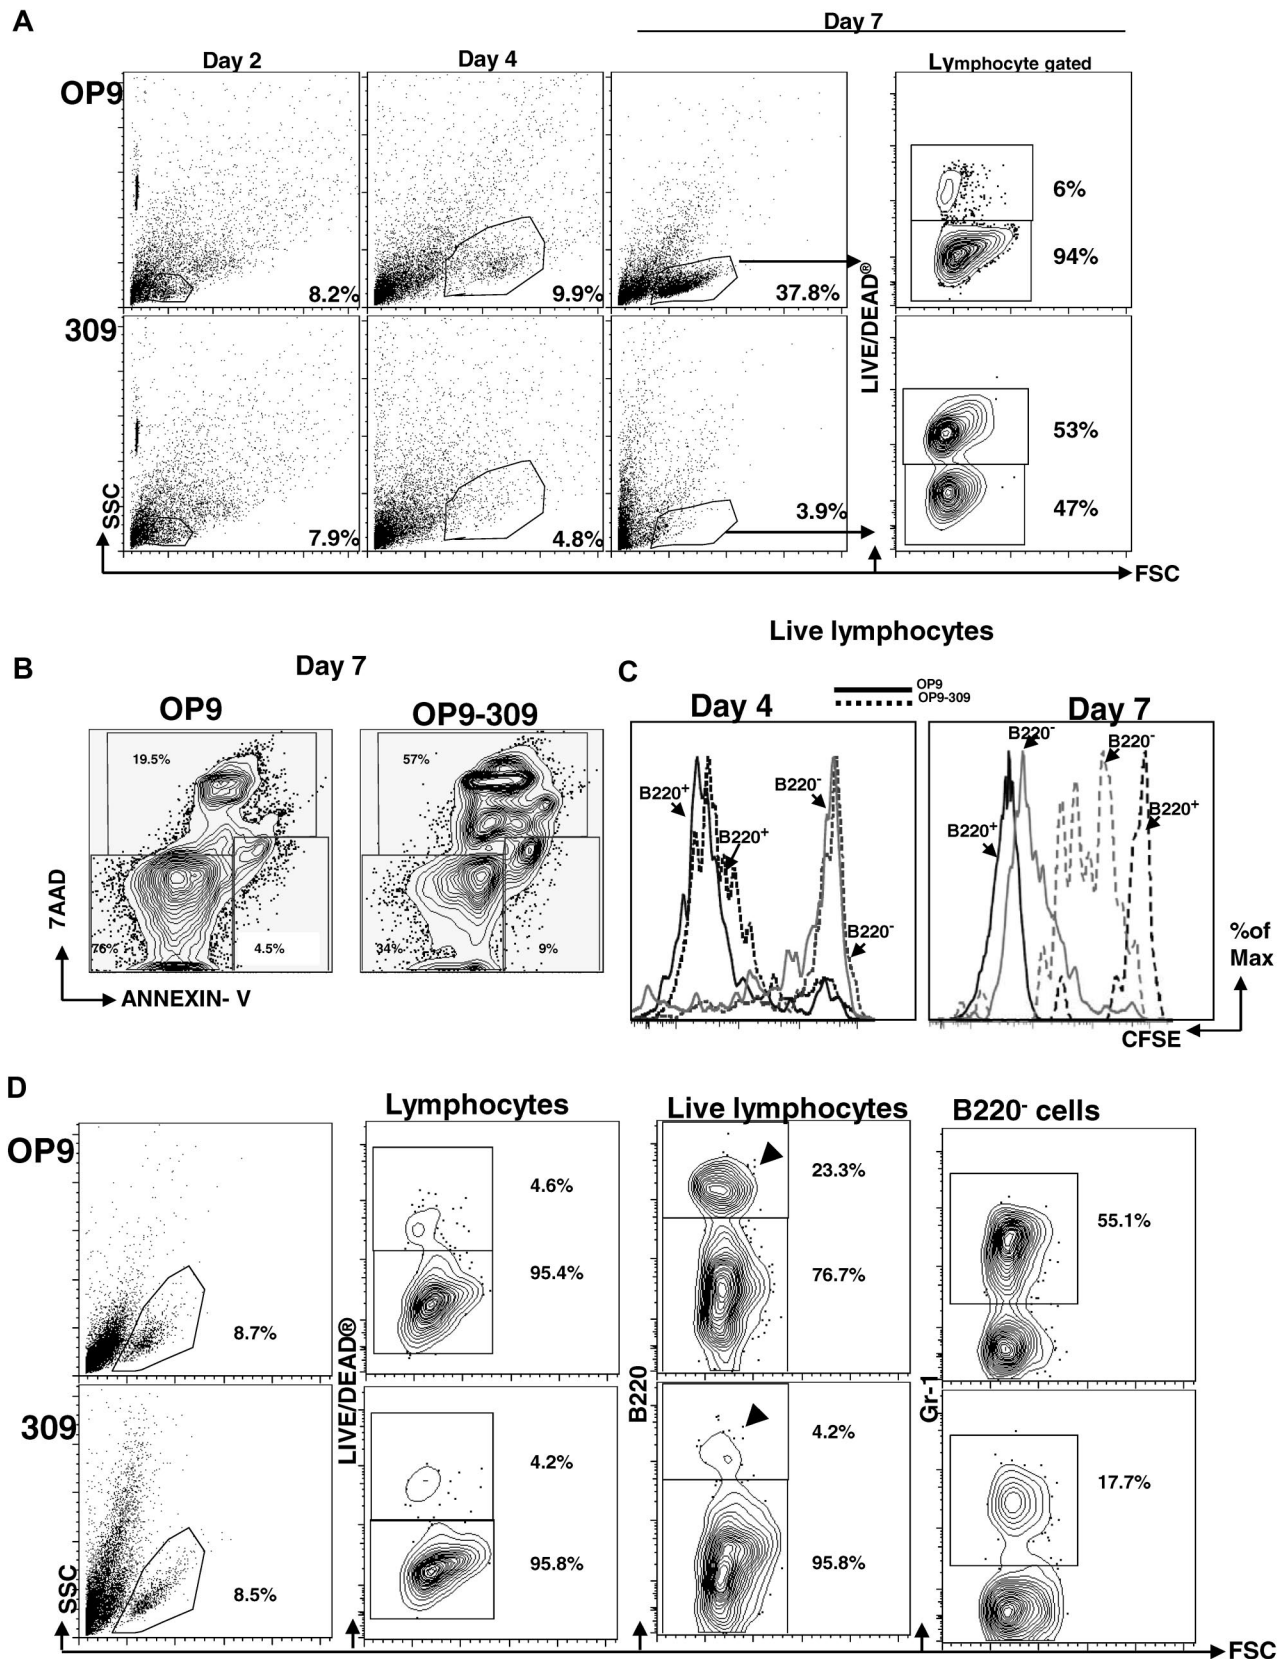 A
Day 7
Day 2
Day 4
Lymphocyte gated
OP9
6%
94%
8.2%
9.9%
37.8%
LIVE/DEAD®
309
53%
47%
SSC
7.9%
4.8%
3.9%
FSC
Live lymphocytes
B
Day 7
C
OP9
OP9-309
OP9
OP9-309
Day 4
Day 7
19.5%
57%
B220+
B220-
B220+
B220-
B220-
B220-
B220+
B220+
7AAD
76%
4.5%
34%
9%
%of
Max
ANNEXIN- V
CFSE
D
Lymphocytes
Live lymphocytes
B220- cells
OP9
4.6%
95.4%
23.3%
76.7%
55.1%
8.7%
LIVE/DEAD®
B220
Gr-1
309
4.2%
95.8%
4.2%
95.8%
17.7%
SSC
8.5%
FSC